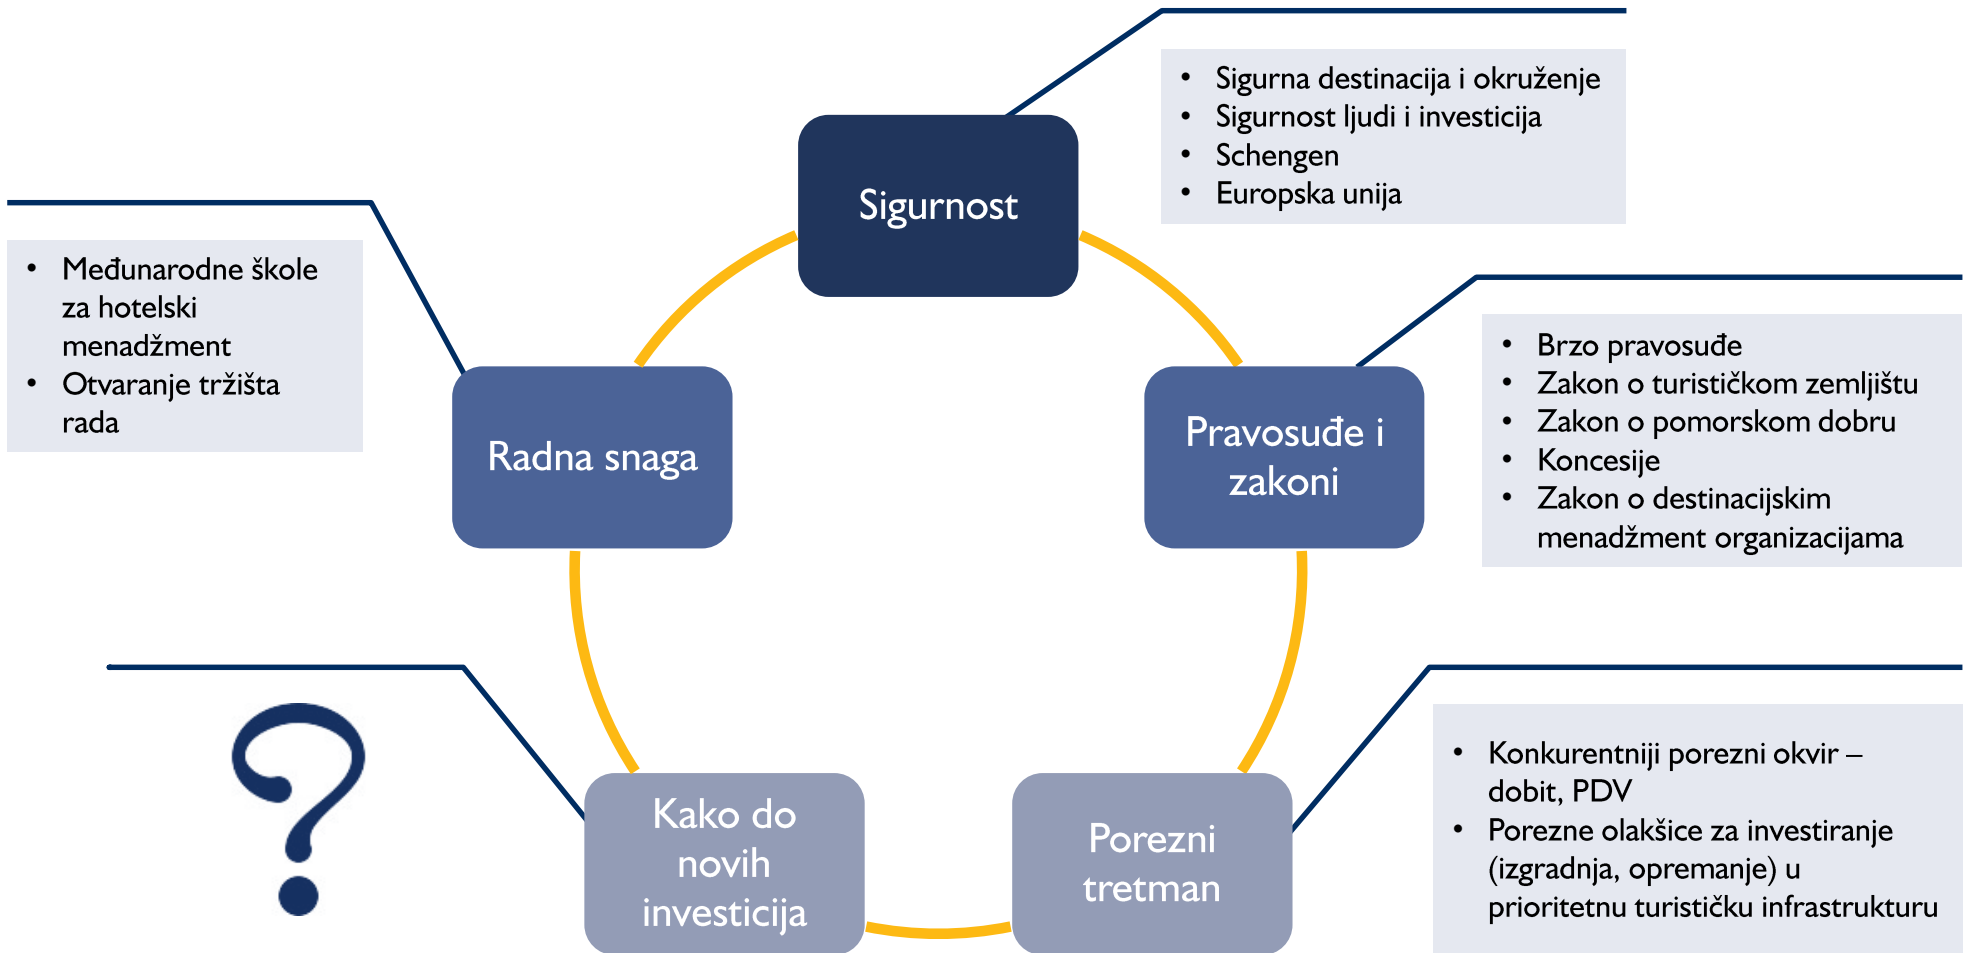 Sigurnost
• Sigurna destinacija i okruženje
• Sigurnost ljudi i investicija
• Schengen
• Europska unija
Pravosuđe i
zakoni
• Brzo pravosuđe
• Zakon o turističkom zemljištu
• Zakon o pomorskom dobru
• Koncesije
• Zakon o destinacijskim
menadžment organizacijama
Porezni
tretman
• Konkurentniji porezni okvir –
dobit, PDV
• Porezne olakšice za investiranje
(izgradnja, opremanje) u
prioritetnu turističku infrastrukturu
Kako do
novih
investicija
?
Radna snaga
• Međunarodne škole
za hotelski
menadžment
• Otvaranje tržišta
rada